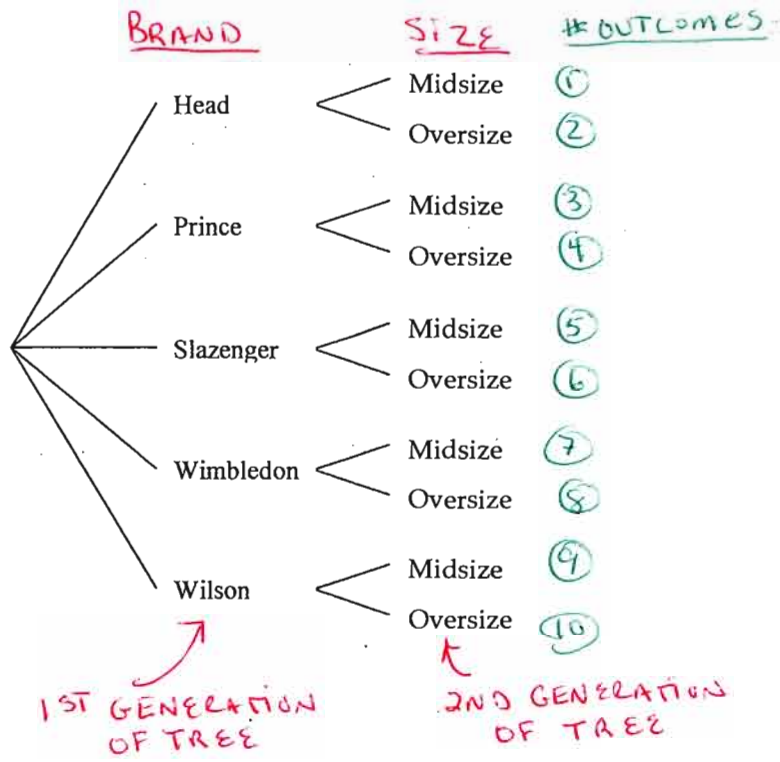 BRAND SIZE # OUTCOMES
Midsize 1
Head
Oversize 2
Midsize 3
Prince
Oversize 4
Midsize 5
Slazenger
Oversize 6
Midsize 7
Wimbledon
Oversize 8
Midsize 9
Wilson
Oversize 10
1ST GENERATION
OF TREE
2ND GENERATION
OF TREE